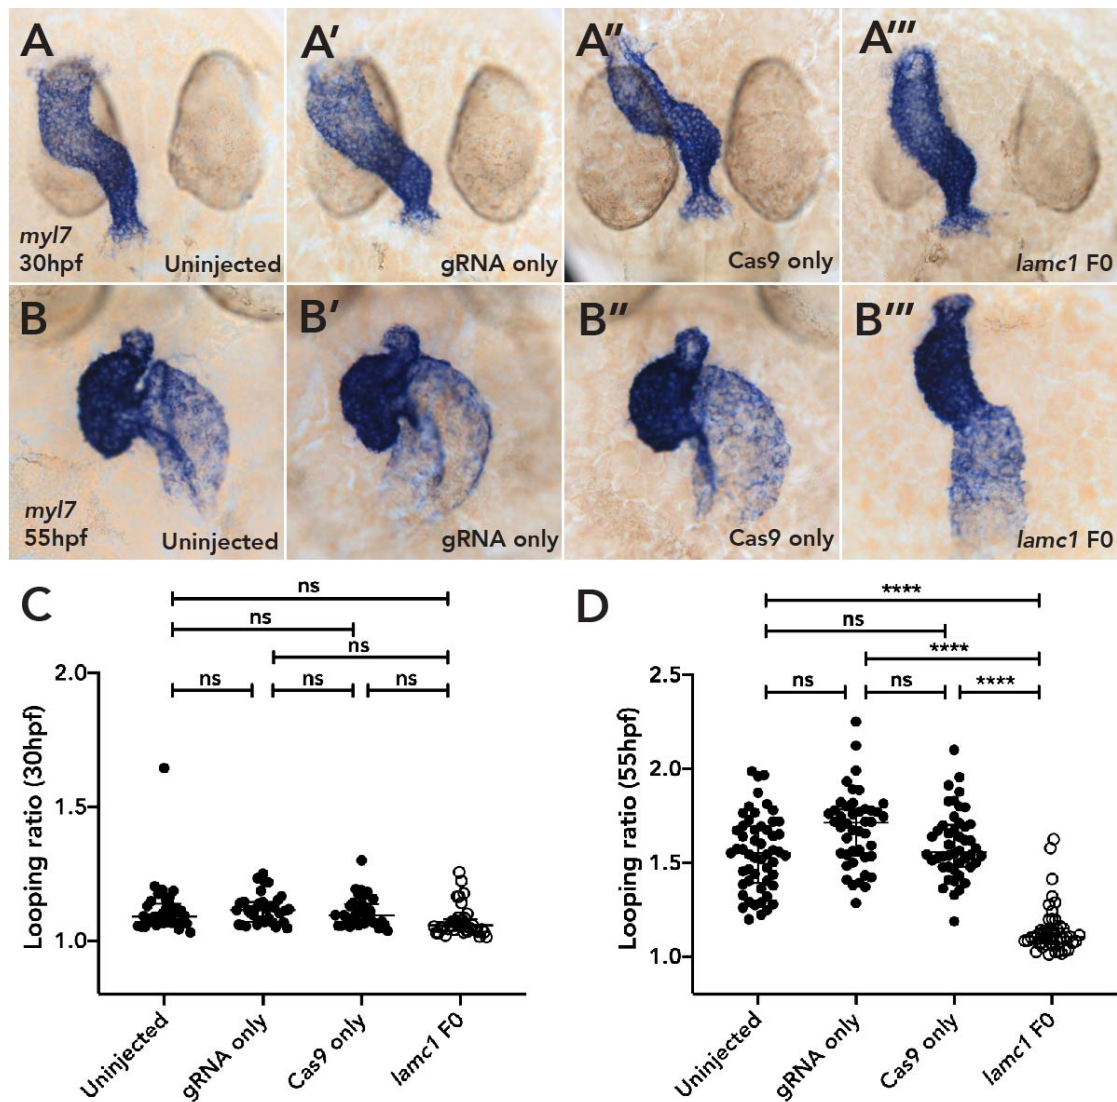 A
A'
A''
A'''
myl7
30hpf
Uninjected
gRNA only
Cas9 only
lamc1 F0
B
B'
B''
B'''
myl7
55hpf
Uninjected
gRNA only
Cas9 only
lamc1 F0
C
ns
ns
ns
ns
ns
ns
2.0
1.5
1.0
Looping ratio (30hpf)
Uninjected
gRNA only
Cas9 only
lamc1 F0
D
****
ns
****
ns
ns
****
2.5
2.0
1.5
1.0
Looping ratio (55hpf)
Uninjected
gRNA only
Cas9 only
lamc1 F0